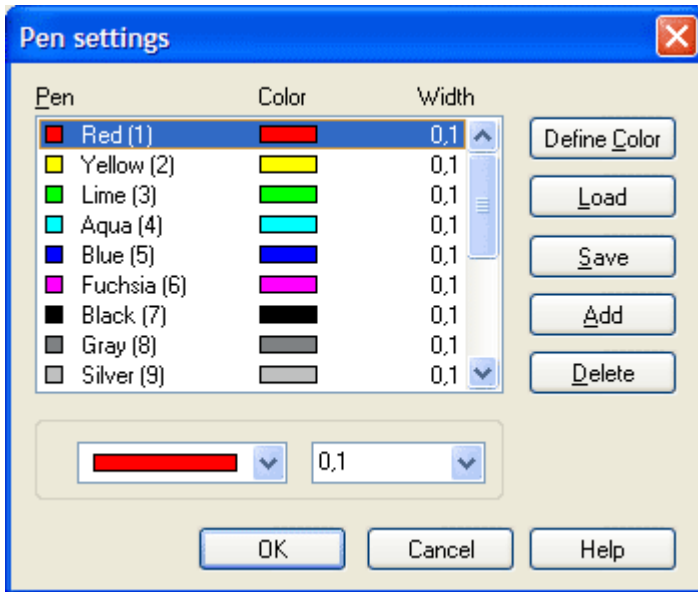 Pen settings
Pen Color Width
Red (1) 0,1
Yellow (2) 0,1
Lime (3) 0,1
Aqua (4) 0,1
Blue (5) 0,1
Fuchsia (6) 0,1
Black (7) 0,1
Gray (8) 0,1
Silver (9) 0,1
Define Color
Load
Save
Add
Delete
0,1
OK Cancel Help